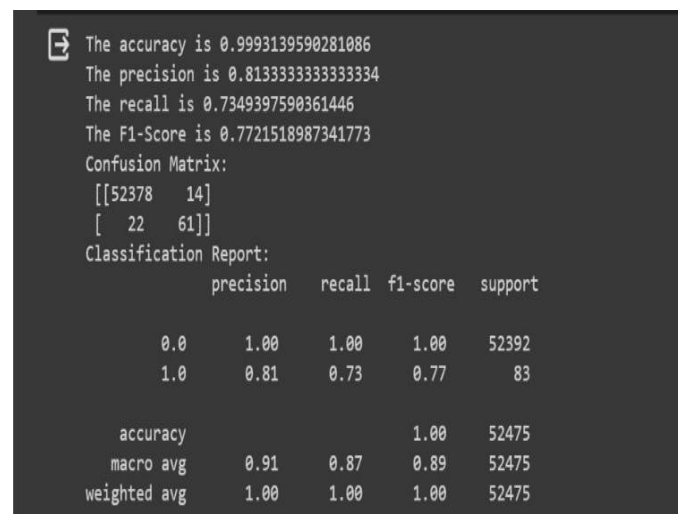 The accuracy is 0.9993139590281086
The precision is 0.8133333333333334
The recall is 0.7349397590361446
The F1-Score is 0.7721518987341773
Confusion Matrix:
[[52378 14]
[ 22 61]]
Classification Report:
precision recall f1-score support
0.0 1.00 1.00 1.00 52392
1.0 0.81 0.73 0.77 83
accuracy 1.00 52475
macro avg 0.91 0.87 0.89 52475
weighted avg 1.00 1.00 1.00 52475